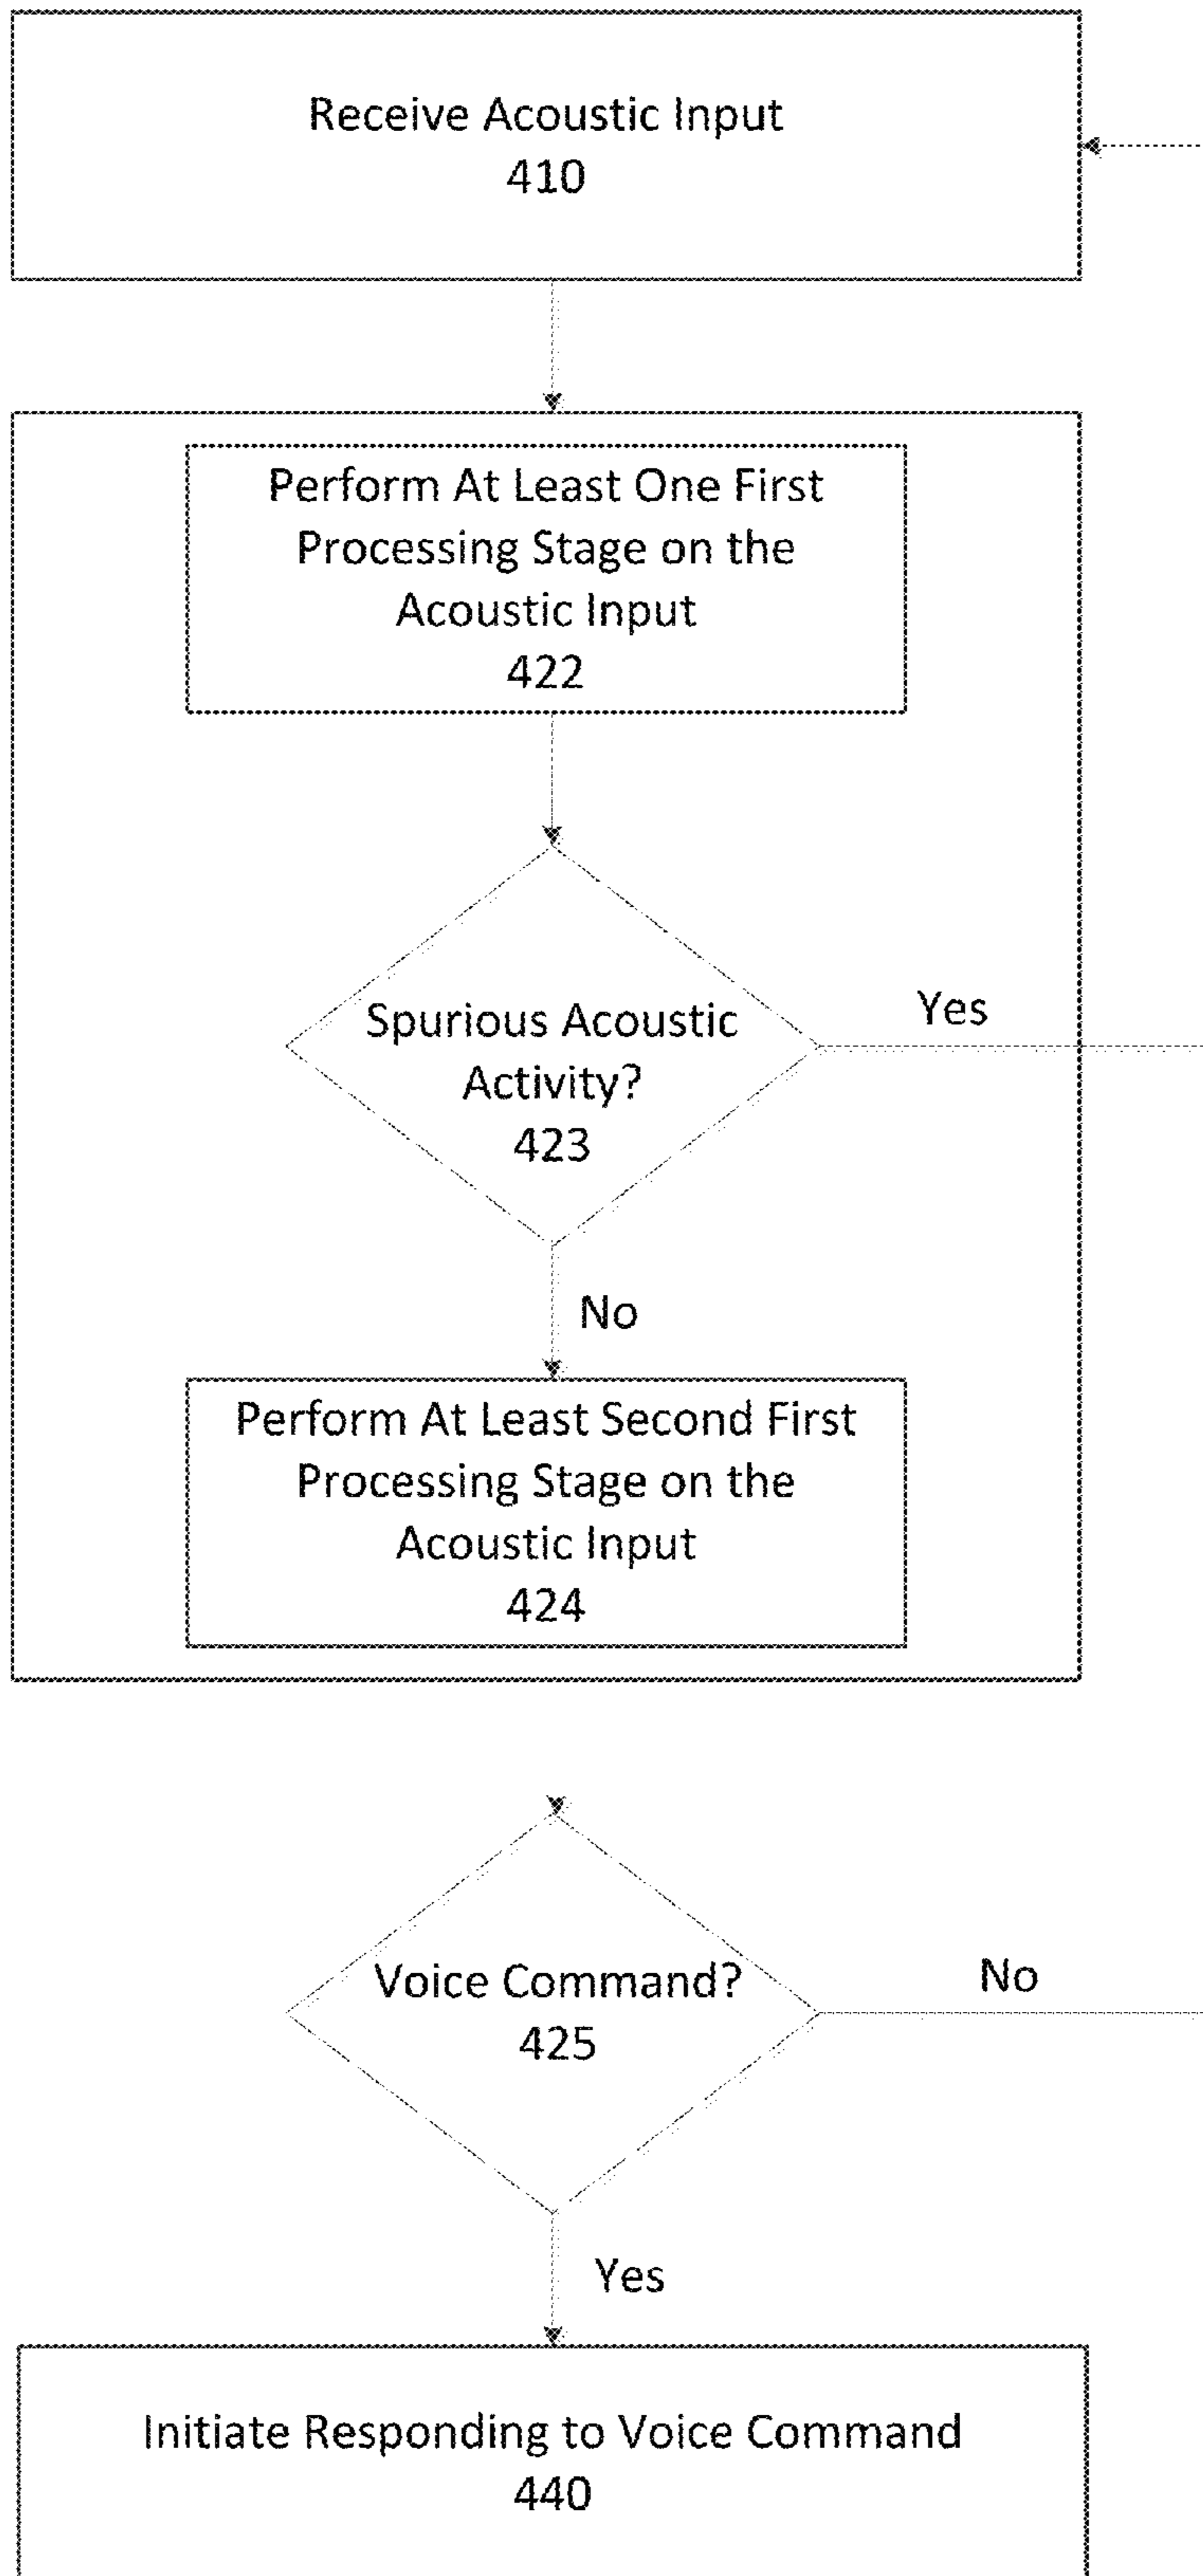 Receive Acoustic Input
410
Perform At Least One First
Processing Stage on the
Acoustic Input
422
Spurious Acoustic
Activity?
423
Yes
No
Perform At Least Second First
Processing Stage on the
Acoustic Input
424
Voice Command?
425
No
Yes
Initiate Responding to Voice Command
440